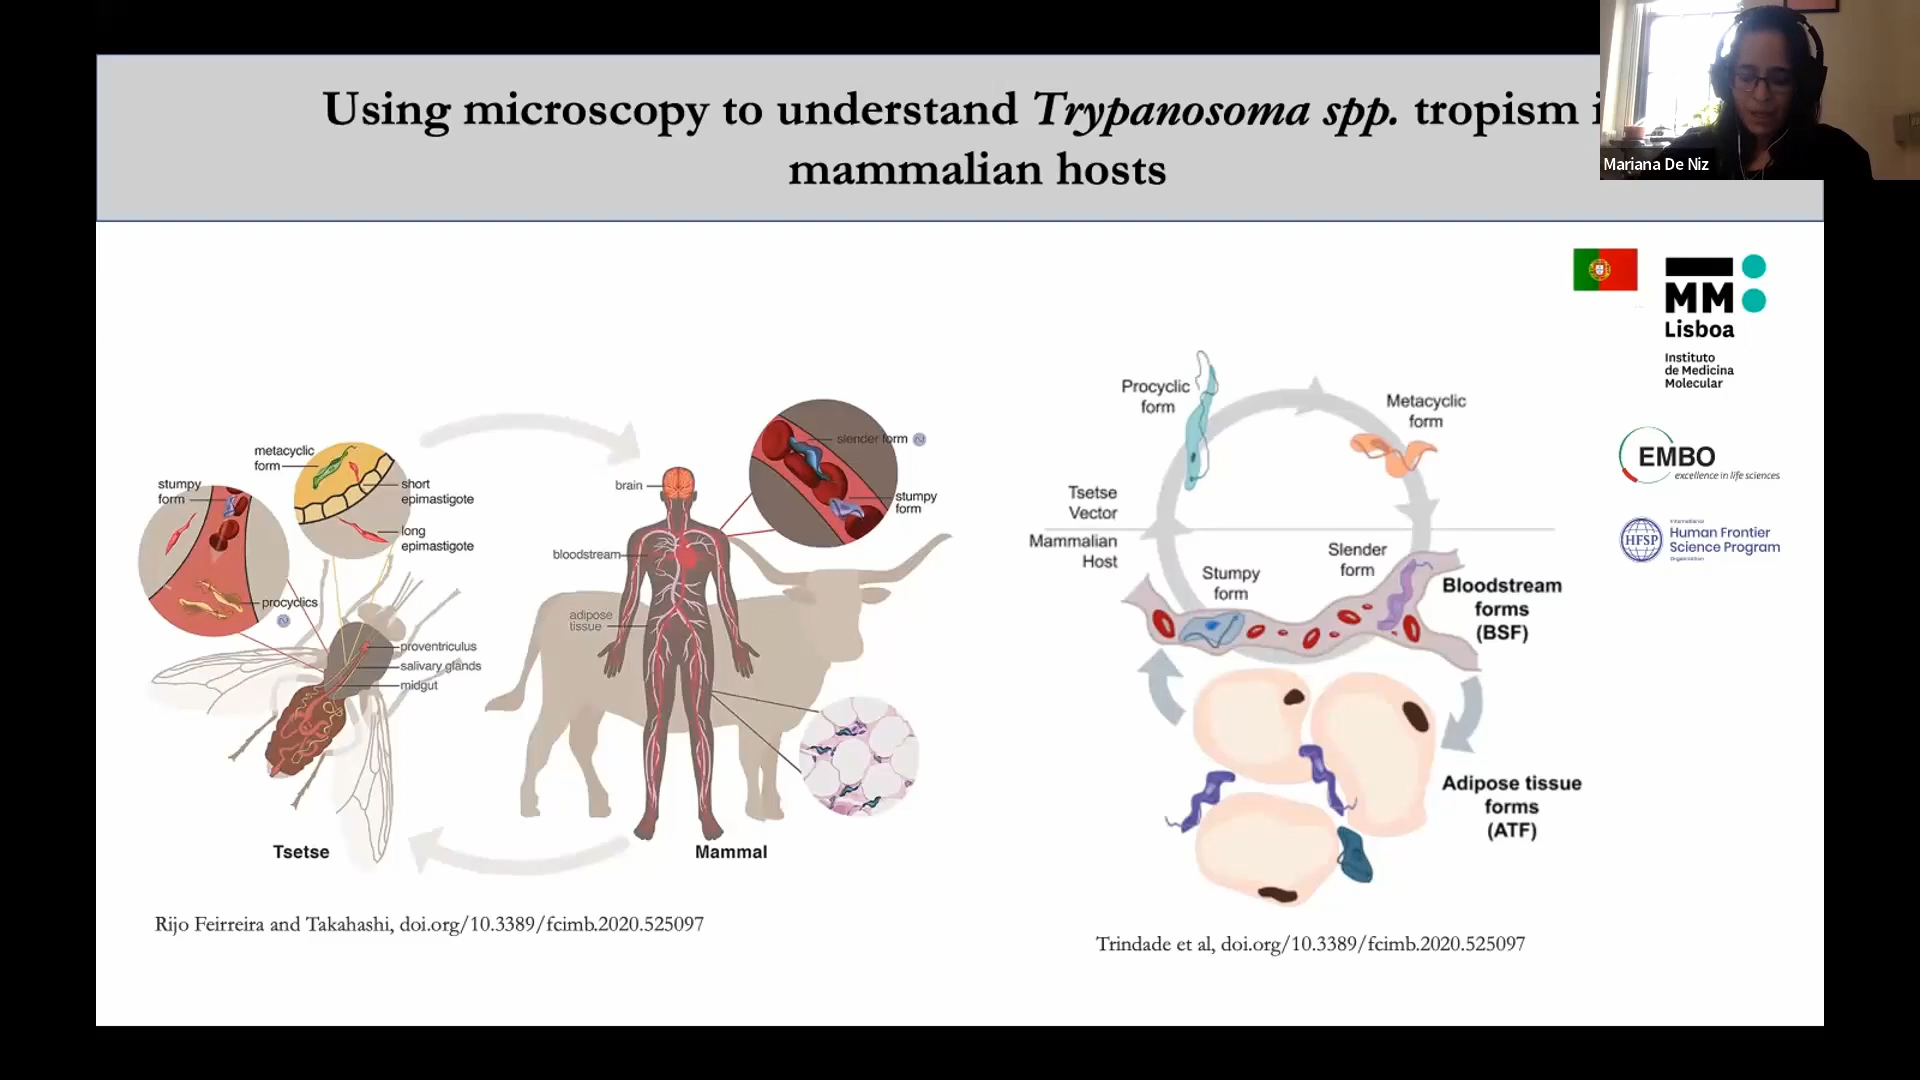 Using microscopy to understand Trypanosoma spp. tropism i
mammalian hosts
Mariana De Niz
MM
Lisboa
Instituto
de Medicina
Molecular
EMBO
excellence in life sciences
HFSP
International
Human Frontier
Science Program
Organization
metacyclic
form
stumpy
form
short
epimastigote
long
epimastigote
procyclics
proventriculus
salivary glands
midgut
Tsetse
brain
bloodstream
adipose
tissue
slender form
stumpy
form
Mammal
Rijo Feirreira and Takahashi, doi.org/10.3389/fcimb.2020.525097
Procyclic
form
Metacyclic
form
Tsetse
Vector
Mammalian
Host
Stumpy
form
Slender
form
Bloodstream
forms
(BSF)
Adipose tissue
forms
(ATF)
Trindade et al, doi.org/10.3389/fcimb.2020.525097